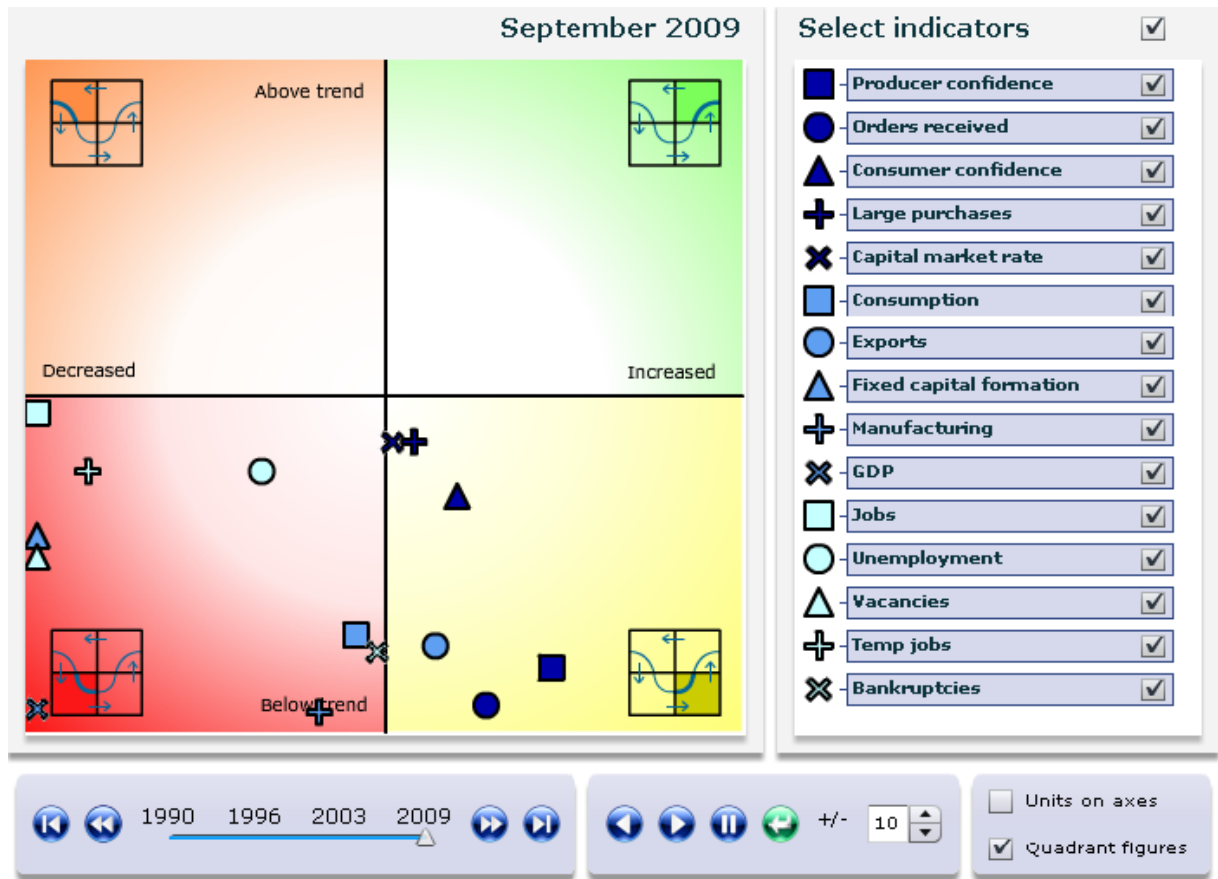 September 2009
Select indicators
Above trend
Decreased
Increased
Below trend
Producer confidence
Orders received
Consumer confidence
Large purchases
Capital market rate
Consumption
Exports
Fixed capital formation
Manufacturing
GDP
Jobs
Unemployment
Vacancies
Temp jobs
Bankruptcies
1990 1996 2003 2009
+/- 10
Units on axes
Quadrant figures